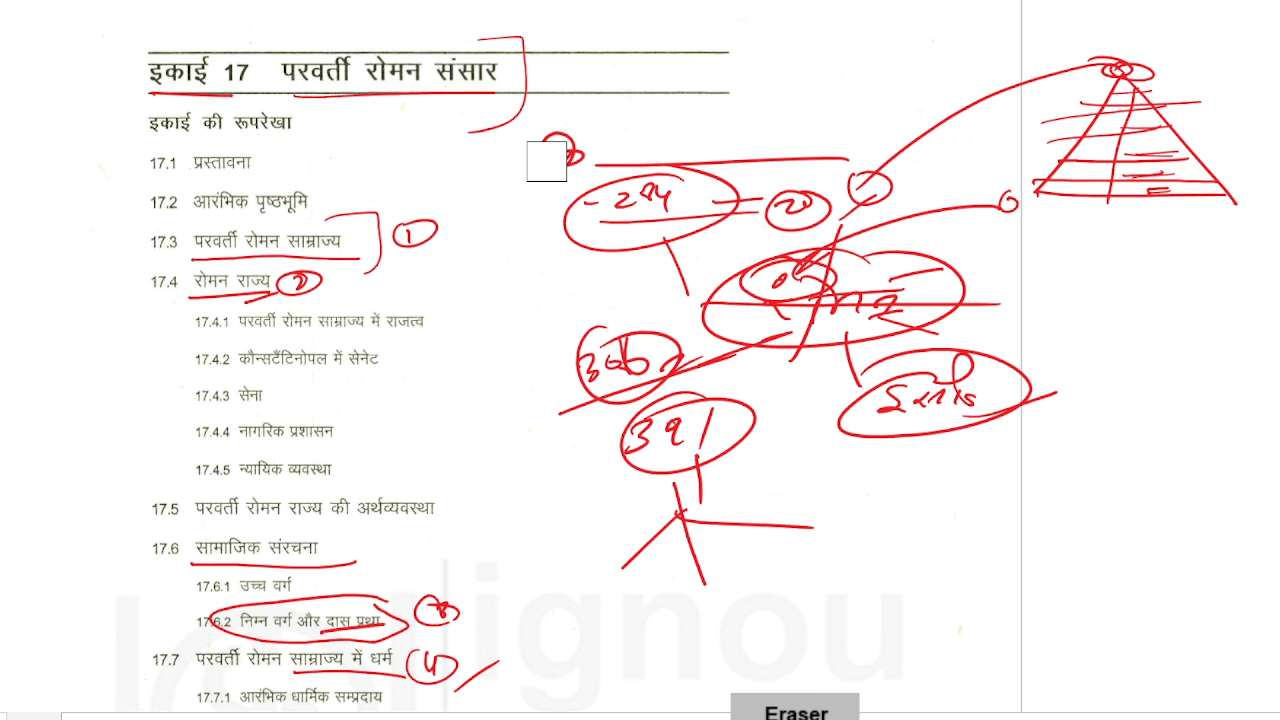 इकाई 17 परवर्ती रोमन संसार
इकाई की रूपरेखा
17.1 प्रस्तावना
17.2 आरंभिक पृष्ठभूमि
17.3 परवर्ती रोमन साम्राज्य
1
17.4 रोमन राज्य
17.4.1 परवर्ती रोमन साम्राज्य में राजत्व
17.4.2 कौन्सटैंटिनोपल में सेनेट
17.4.3 सेना
17.4.4 नागरिक प्रशासन
17.4.5 न्यायिक व्यवस्था
17.5 परवर्ती रोमन राज्य की अर्थव्यवस्था
17.6 सामाजिक संरचना
17.6.1 उच्च वर्ग
17.6.2 निम्न वर्ग और दास प्रथा
17.7 परवर्ती रोमन साम्राज्य में धर्म
17.7.1 आरंभिक धार्मिक सम्प्रदाय
391
ignou
Eraser